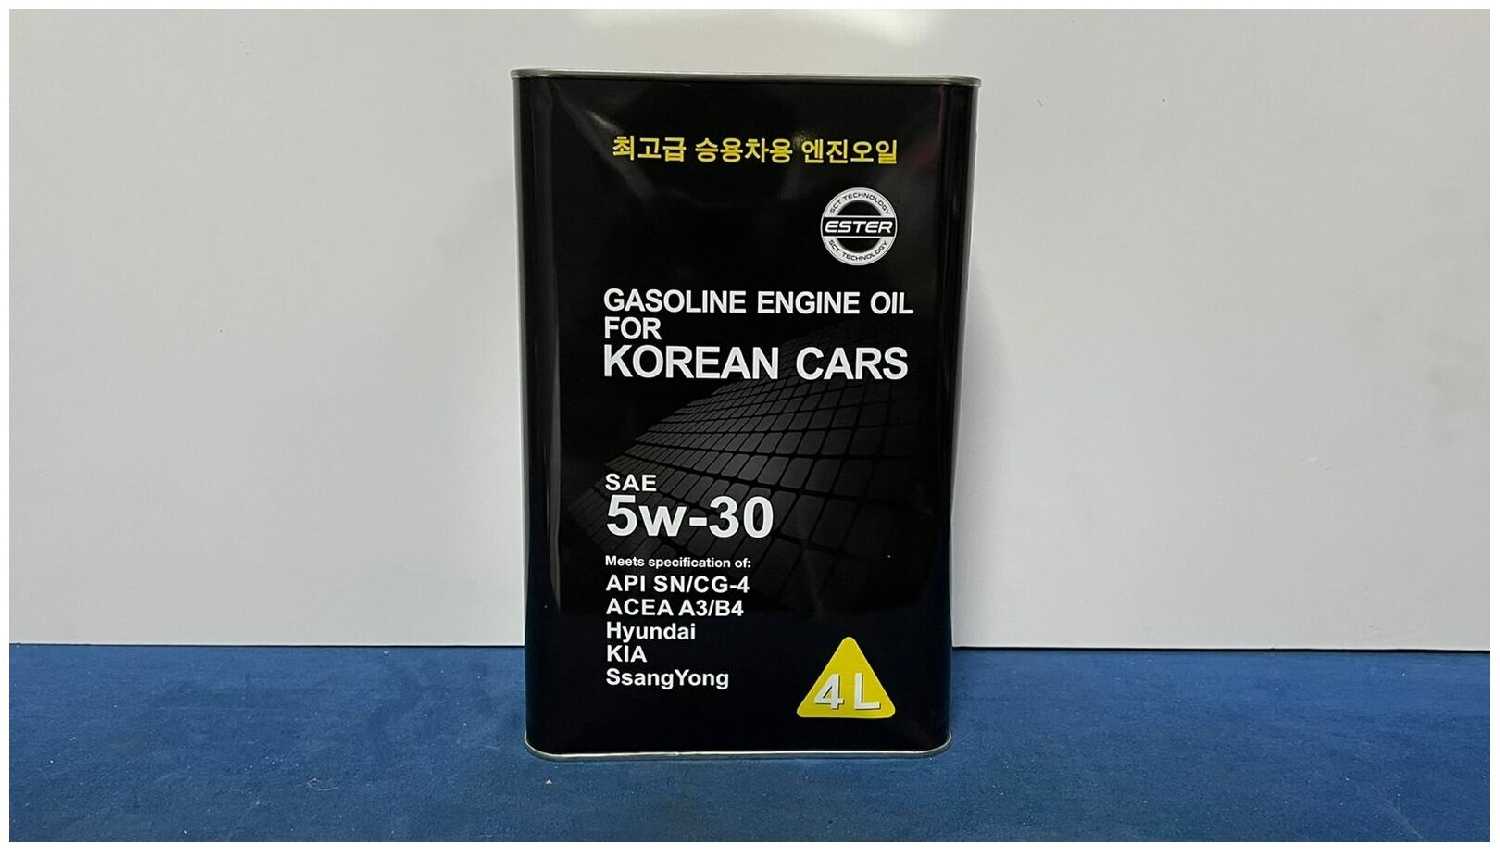 최고급 승용차용 엔진오일
SCT TECHNOLOGY
ESTER
SCT TECHNOLOGY
GASOLINE ENGINE OIL
FOR
KOREAN CARS
SAE
5w-30
Meets specification of:
API SN/CG-4
ACEA A3/B4
Hyundai
KIA
SsangYong
4 L